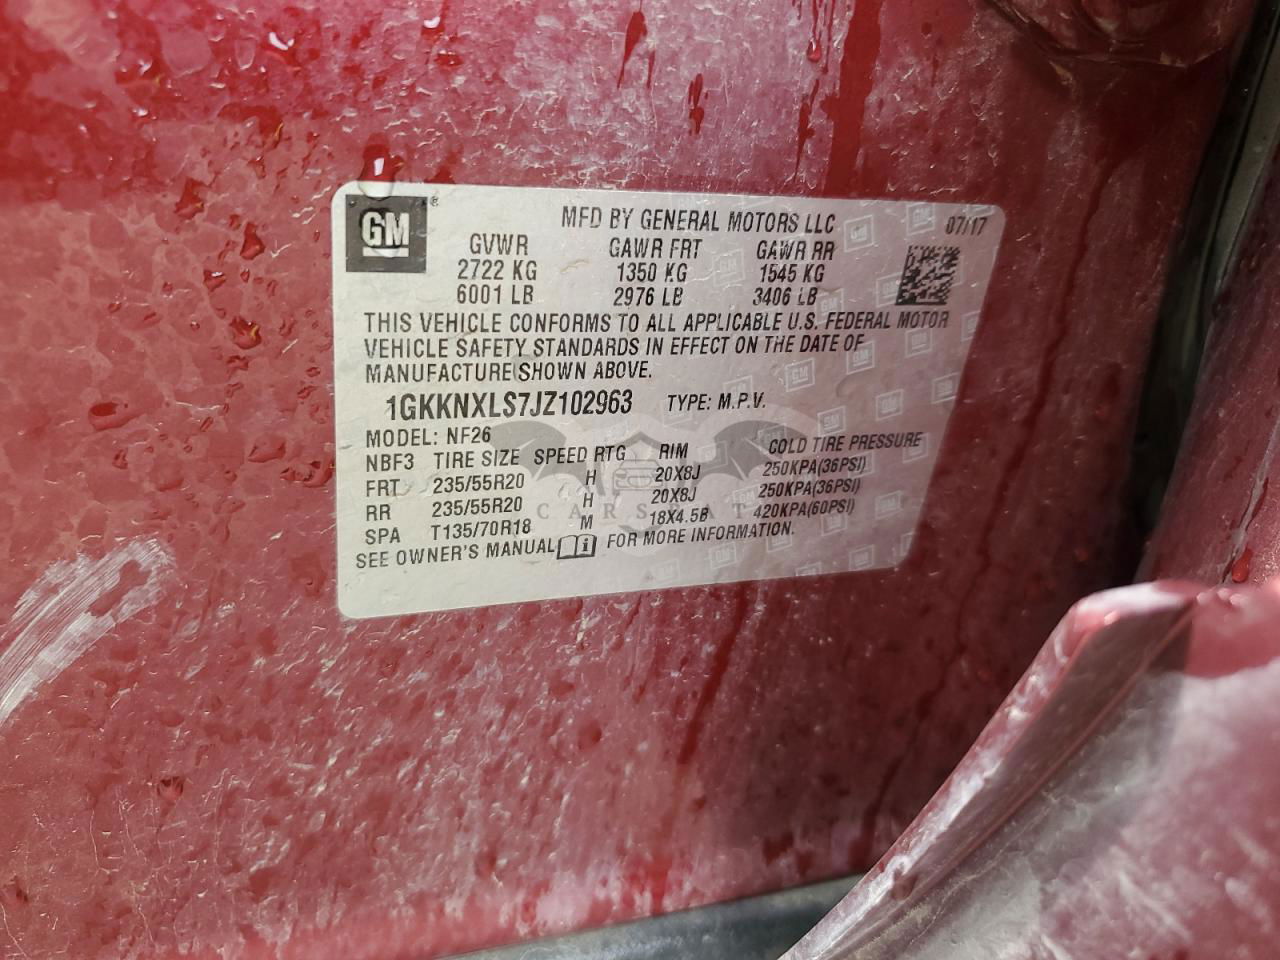 GM ®
MFD BY GENERAL MOTORS LLC 07/17
GVWR GAWR FRT GAWR RR
2722 KG 1350 KG 1545 KG
6001 LB 2976 LB 3406 LB
THIS VEHICLE CONFORMS TO ALL APPLICABLE U.S. FEDERAL MOTOR
VEHICLE SAFETY STANDARDS IN EFFECT ON THE DATE OF
MANUFACTURE SHOWN ABOVE.
1GKKNXLS7JZ102963 TYPE: M.P.V.
MODEL: NF26
NBF3 TIRE SIZE SPEED RTG RIM COLD TIRE PRESSURE
FRT 235/55R20 H 20X8J 250KPA(36PSI)
RR 235/55R20 H 20X8J 250KPA(36PSI)
SPA T135/70R18 M 18X4.5B 420KPA(60PSI)
SEE OWNER'S MANUAL i FOR MORE INFORMATION.